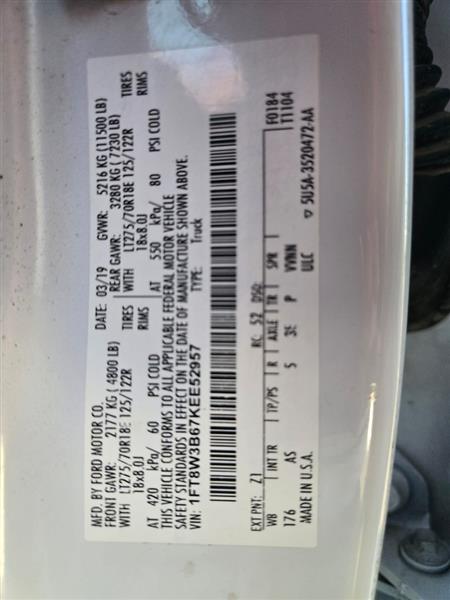 MFD. BY FORD MOTOR CO.
DATE: 03/19 GVWR: 5216 KG (11500 LB)
FRONT GAWR: 2177 KG ( 4800 LB) REAR GAWR: 3280 KG ( 7230 LB)
WITH LT275/70R18E 125/122R TIRES WITH LT275/70R18E 125/122R TIRES
18x8.0J RIMS 18x8.0J RIMS
AT 420 kPa/ 60 PSI COLD AT 550 kPa/ 80 PSI COLD
THIS VEHICLE CONFORMS TO ALL APPLICABLE FEDERAL MOTOR VEHICLE
SAFETY STANDARDS IN EFFECT ON THE DATE OF MANUFACTURE SHOWN ABOVE.
VIN: 1FT8W3B67KEE52957 TYPE: Truck
F0184
T1104
EXT PNT: Z1 RC: 52 DSO:
WB INT TR TP/PS R AXLE TR SPR
176 AS 5 3E P VVNN
MADE IN U.S.A. ULC
5U5A-3520472-AA